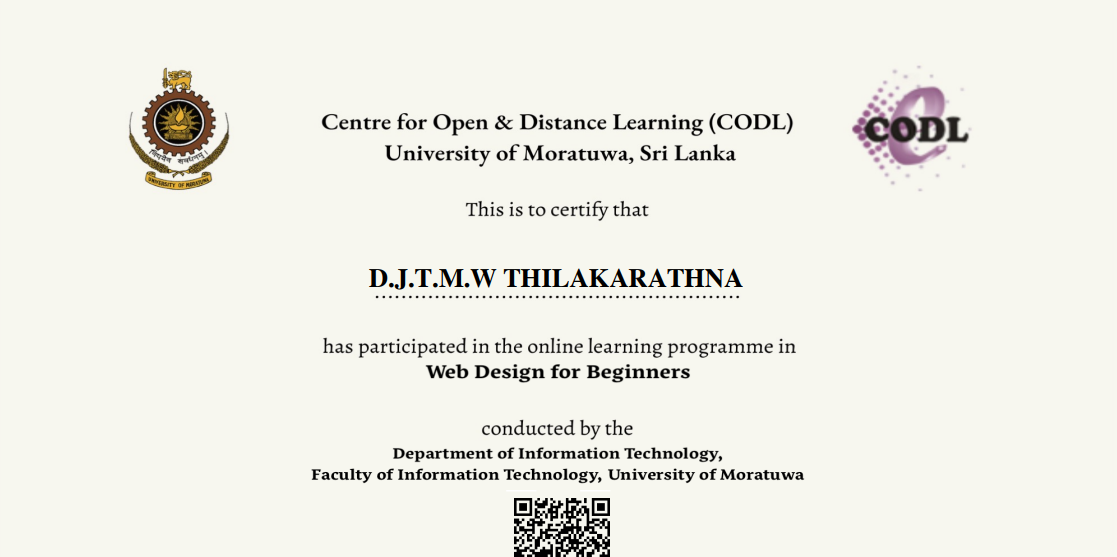 Centre for Open & Distance Learning (CODL)
University of Moratuwa, Sri Lanka
CODL
UNIVERSITY OF MORATUWA
This is to certify that
D.J.T.M.W THILAKARATHNA
has participated in the online learning programme in
Web Design for Beginners
conducted by the
Department of Information Technology,
Faculty of Information Technology, University of Moratuwa